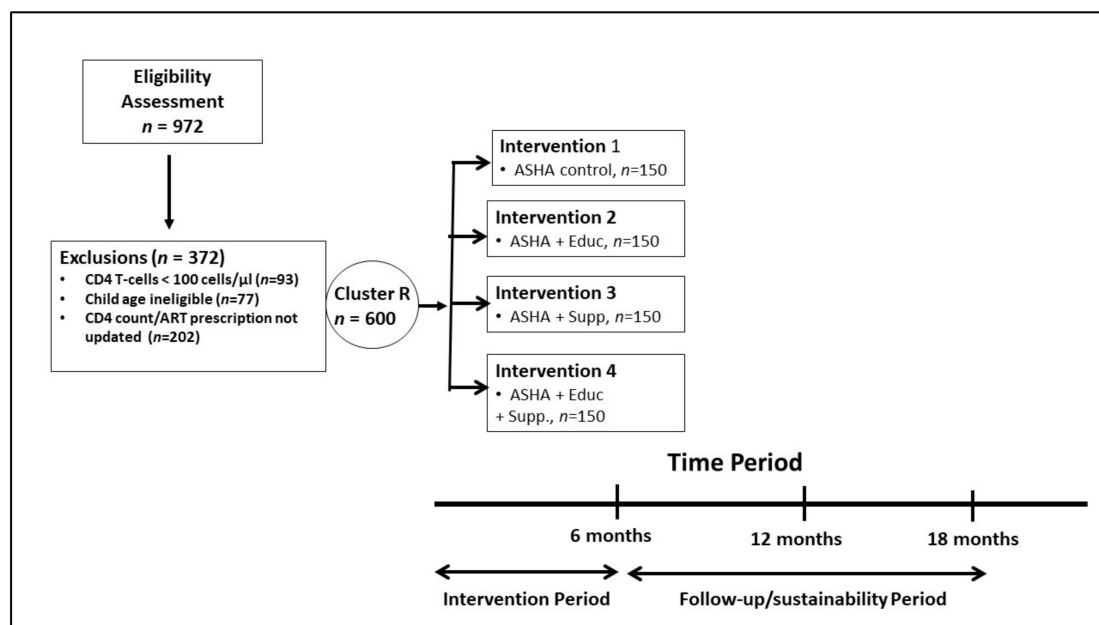 Eligibility
Assessment
n = 972
Exclusions (n = 372)
• CD4 T-cells < 100 cells/µl (n=93)
• Child age ineligible (n=77)
• CD4 count/ART prescription not
updated (n=202)
Cluster R
n = 600
Intervention 1
• ASHA control, n=150
Intervention 2
• ASHA + Educ, n=150
Intervention 3
• ASHA + Supp, n=150
Intervention 4
• ASHA + Educ
+ Supp., n=150
Time Period
6 months
12 months
18 months
Intervention Period
Follow-up/sustainability Period